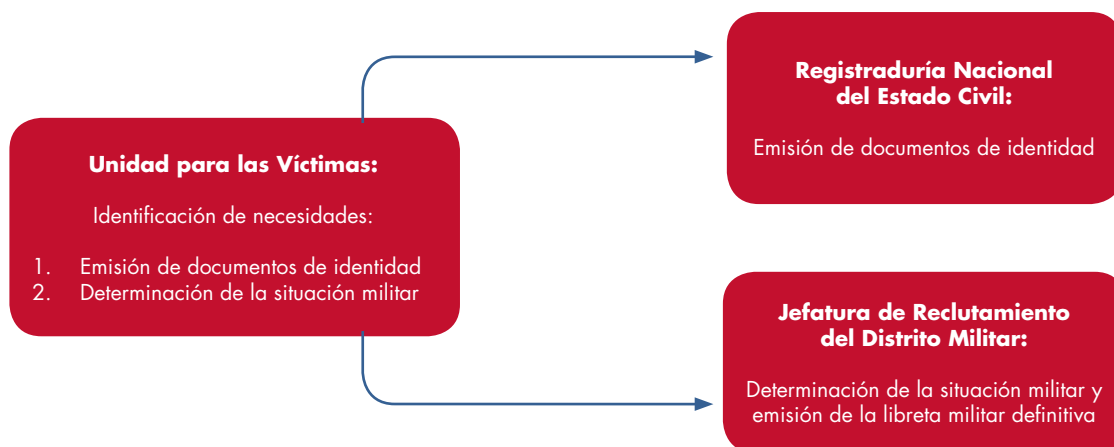 Unidad para las Víctimas:
Identificación de necesidades:
1. Emisión de documentos de identidad
2. Determinación de la situación militar
Registraduría Nacional
del Estado Civil:
Emisión de documentos de identidad
Jefatura de Reclutamiento
del Distrito Militar:
Determinación de la situación militar y
emisión de la libreta militar definitiva